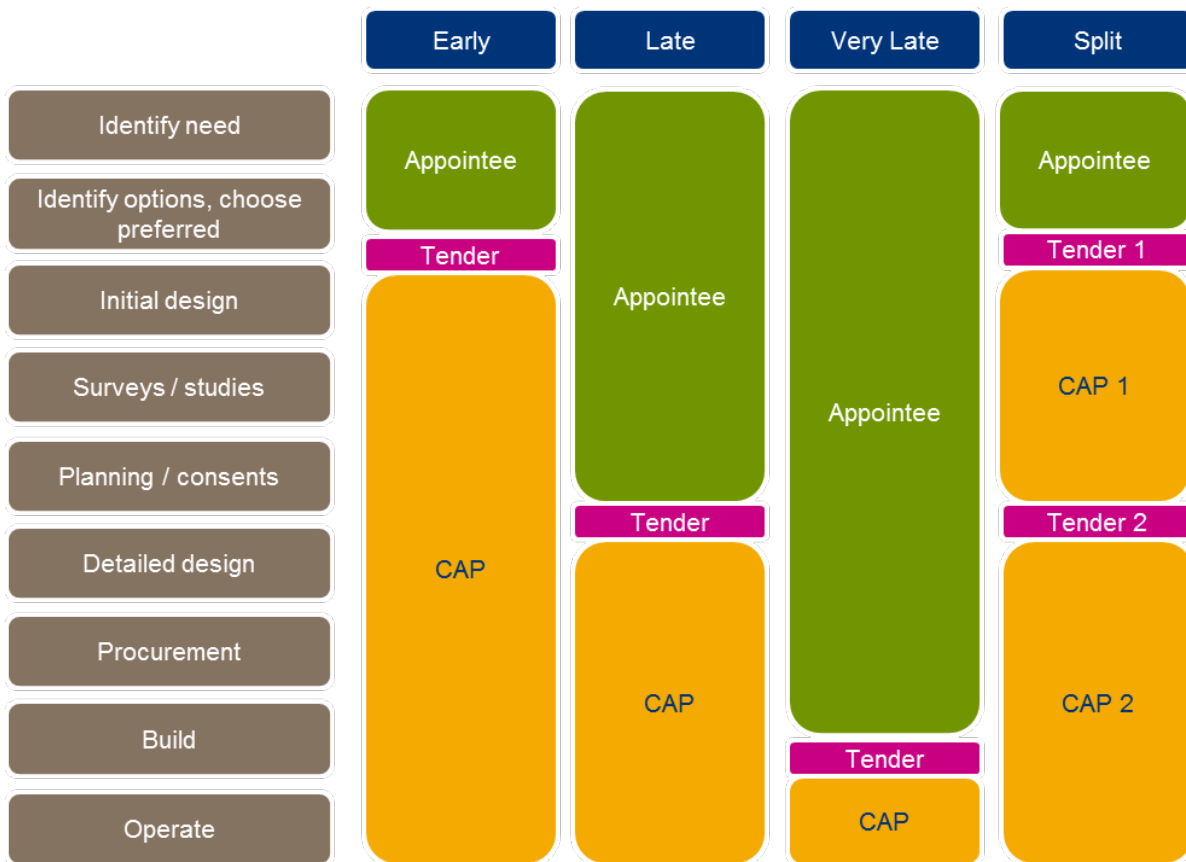 Early
Late
Very Late
Split
Identify need
Identify options, choose
preferred
Initial design
Surveys / studies
Planning / consents
Detailed design
Procurement
Build
Operate
Appointee
Tender
CAP
Appointee
Tender
CAP
Appointee
Tender
CAP
Appointee
Tender 1
CAP 1
Tender 2
CAP 2